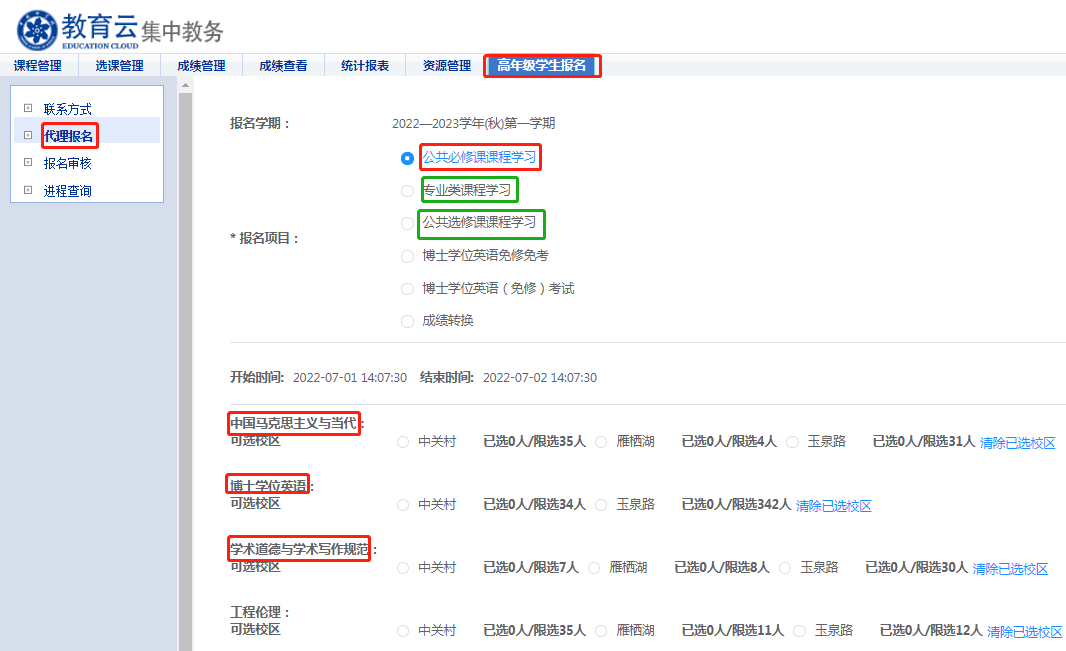 教育云 集中教务
EDUCATION CLOUD
课程管理 选课管理 成绩管理 成绩查看 统计报表 资源管理 高年级学生报名
联系方式
代理报名
报名审核
进程查询
报名学期： 2022—2023学年(秋)第一学期
* 报名项目：
公共必修课课程学习
专业类课程学习
公共选修课课程学习
博士学位英语免修免考
博士学位英语（免修）考试
成绩转换
开始时间: 2022-07-01 14:07:30 结束时间: 2022-07-02 14:07:30
中国马克思主义与当代：
可选校区 中关村 已选0人/限选35人 雁栖湖 已选0人/限选4人 玉泉路 已选0人/限选31人 清除已选校区
博士学位英语：
可选校区 中关村 已选0人/限选34人 玉泉路 已选0人/限选342人 清除已选校区
学术道德与学术写作规范：
可选校区 中关村 已选0人/限选7人 雁栖湖 已选0人/限选8人 玉泉路 已选0人/限选30人 清除已选校区
工程伦理：
可选校区 中关村 已选0人/限选35人 雁栖湖 已选0人/限选11人 玉泉路 已选0人/限选12人 清除已选校区